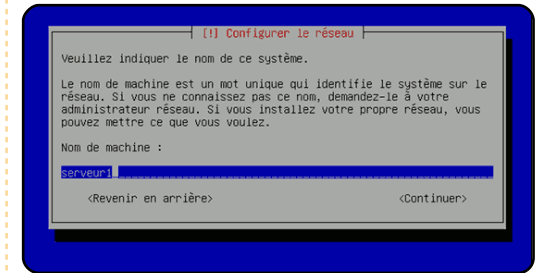 [!] Configurer le réseau
Veuillez indiquer le nom de ce système.
Le nom de machine est un mot unique qui identifie le système sur le
réseau. Si vous ne connaissez pas ce nom, demandez-le à votre
administrateur réseau. Si vous installez votre propre réseau, vous
pouvez mettre ce que vous voulez.
Nom de machine :
serveur1
<Revenir en arrière> <Continuer>